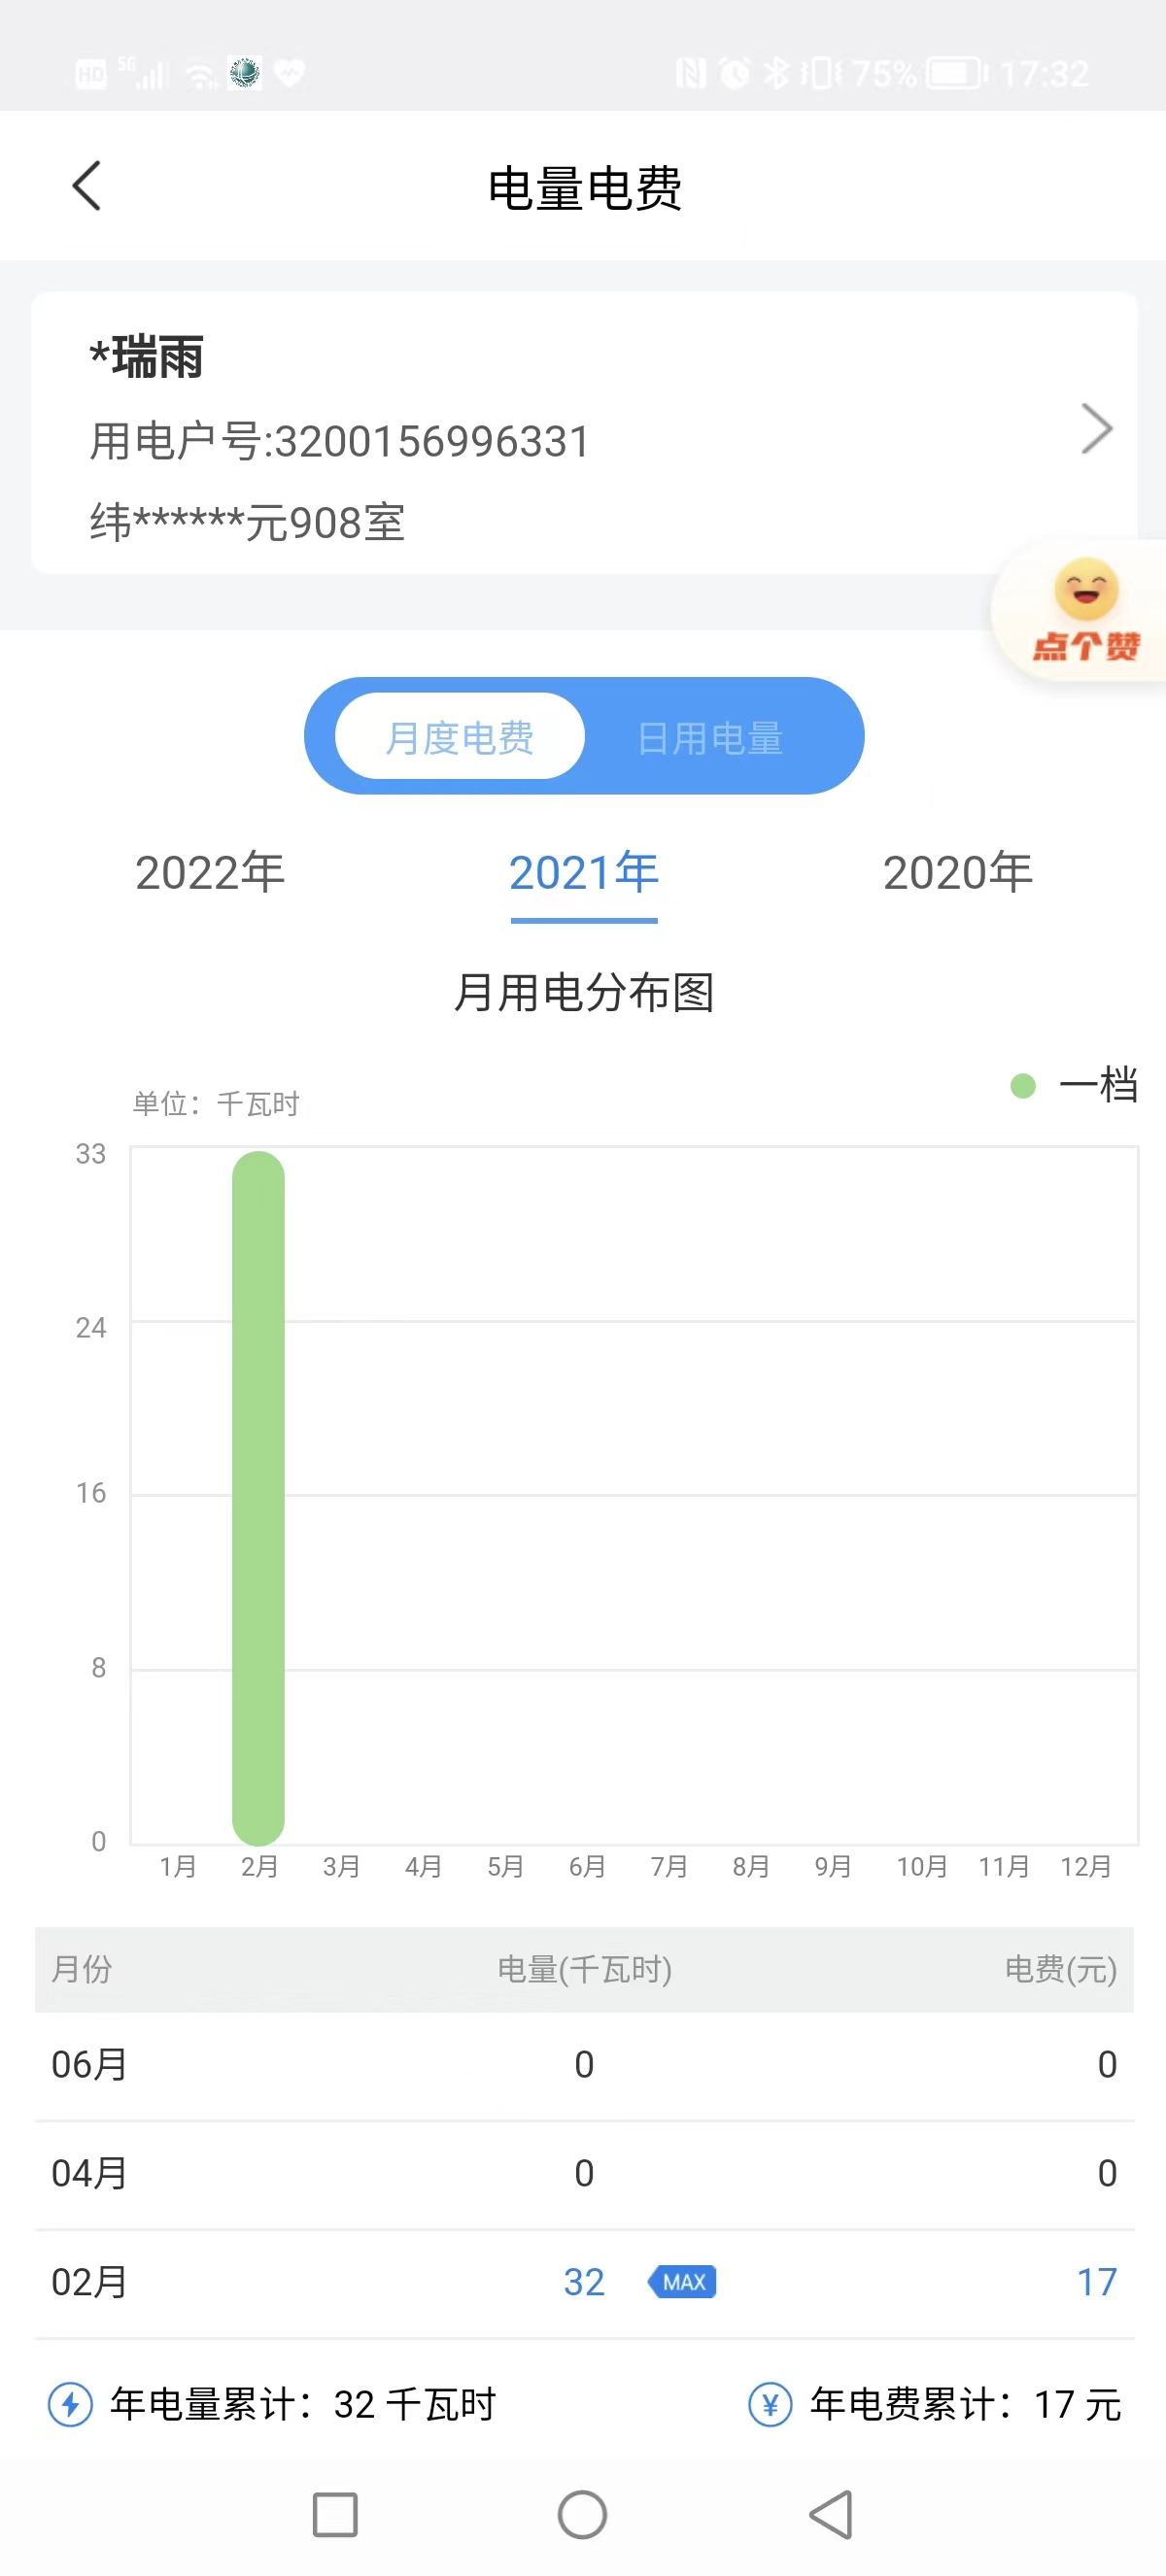 HD 5G 75% 17:32
电量电费
*瑞雨
用电户号:3200156996331
纬******元908室
点个赞
月度电费 日用电量
2022年 2021年 2020年
月用电分布图
一档
单位：千瓦时
33
24
16
8
0
1月 2月 3月 4月 5月 6月 7月 8月 9月 10月 11月 12月
月份 电量(千瓦时) 电费(元)
06月 0 0
04月 0 0
02月 32 MAX 17
年电量累计：32 千瓦时 ¥ 年电费累计：17 元